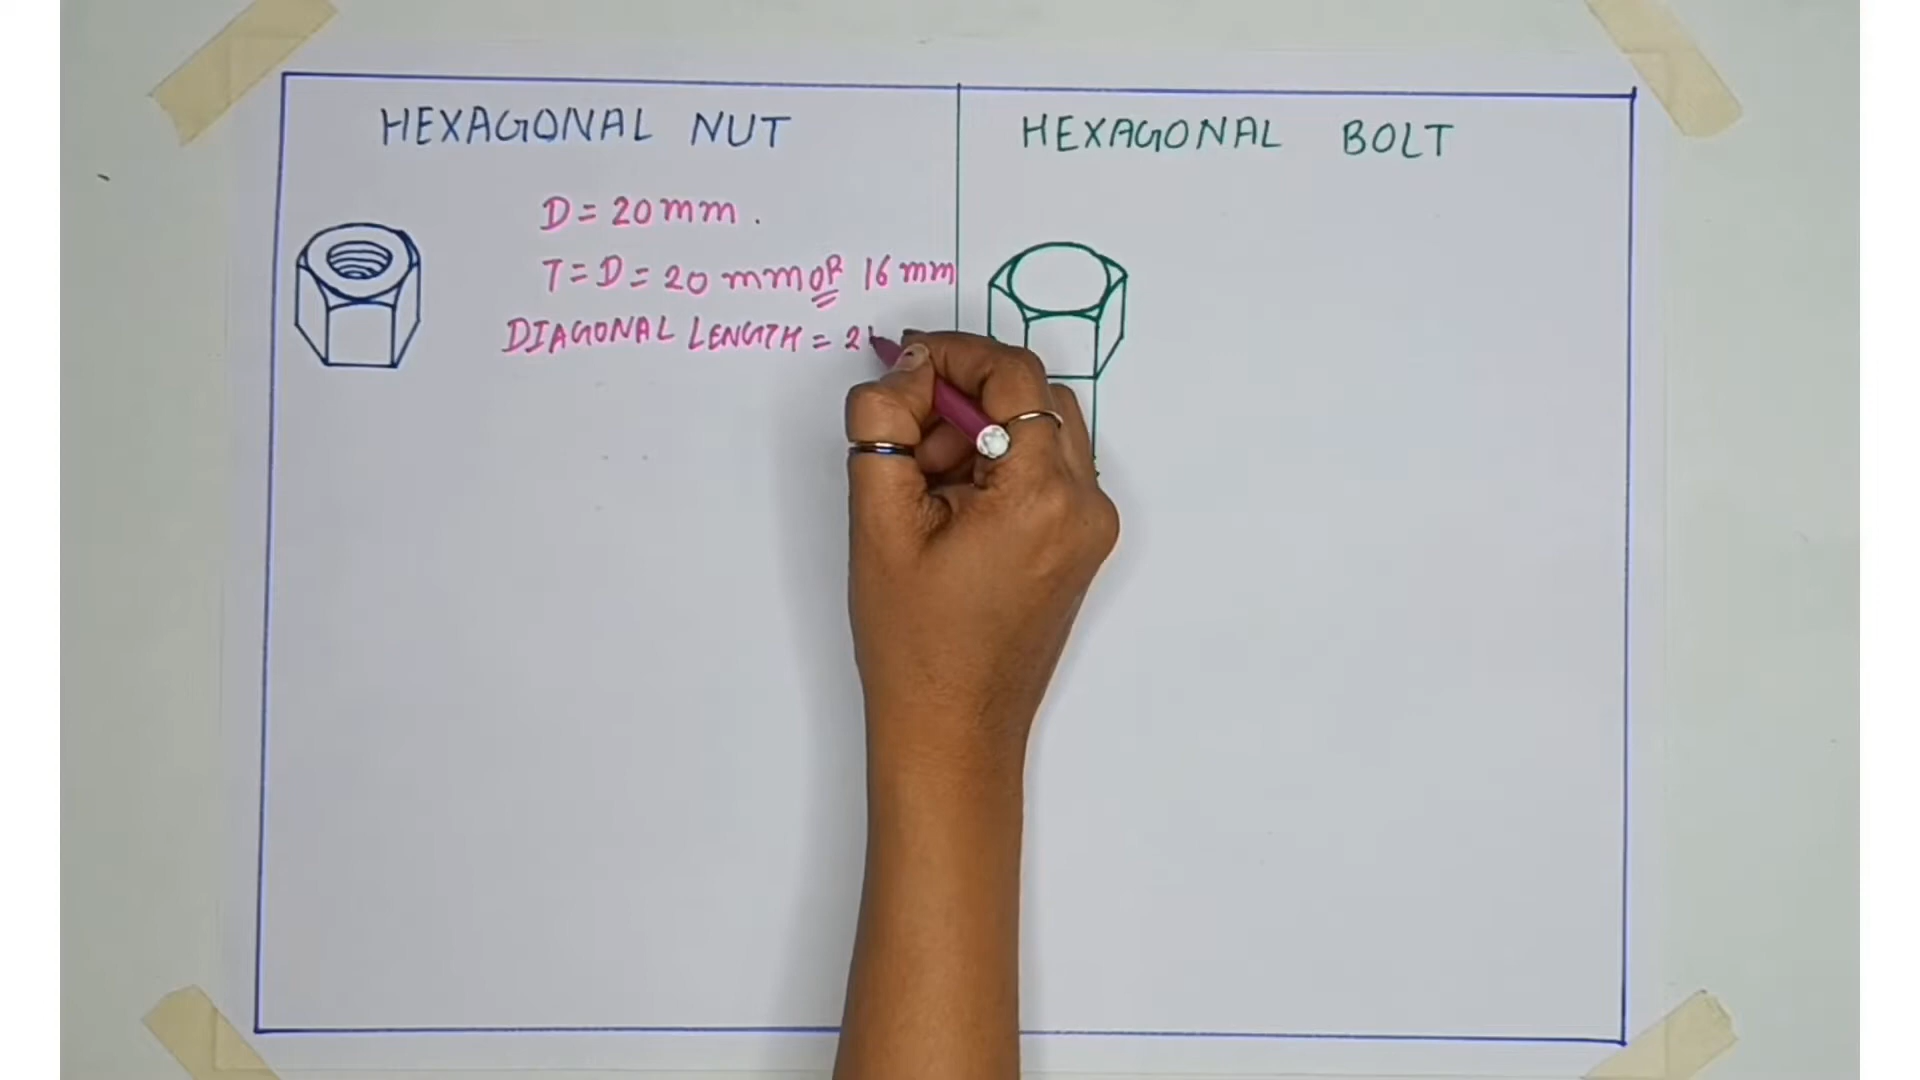 HEXAGONAL NUT
D = 20 mm .
T = D = 20 mm OR 16 mm
DIAGONAL LENGTH = 2
HEXAGONAL BOLT